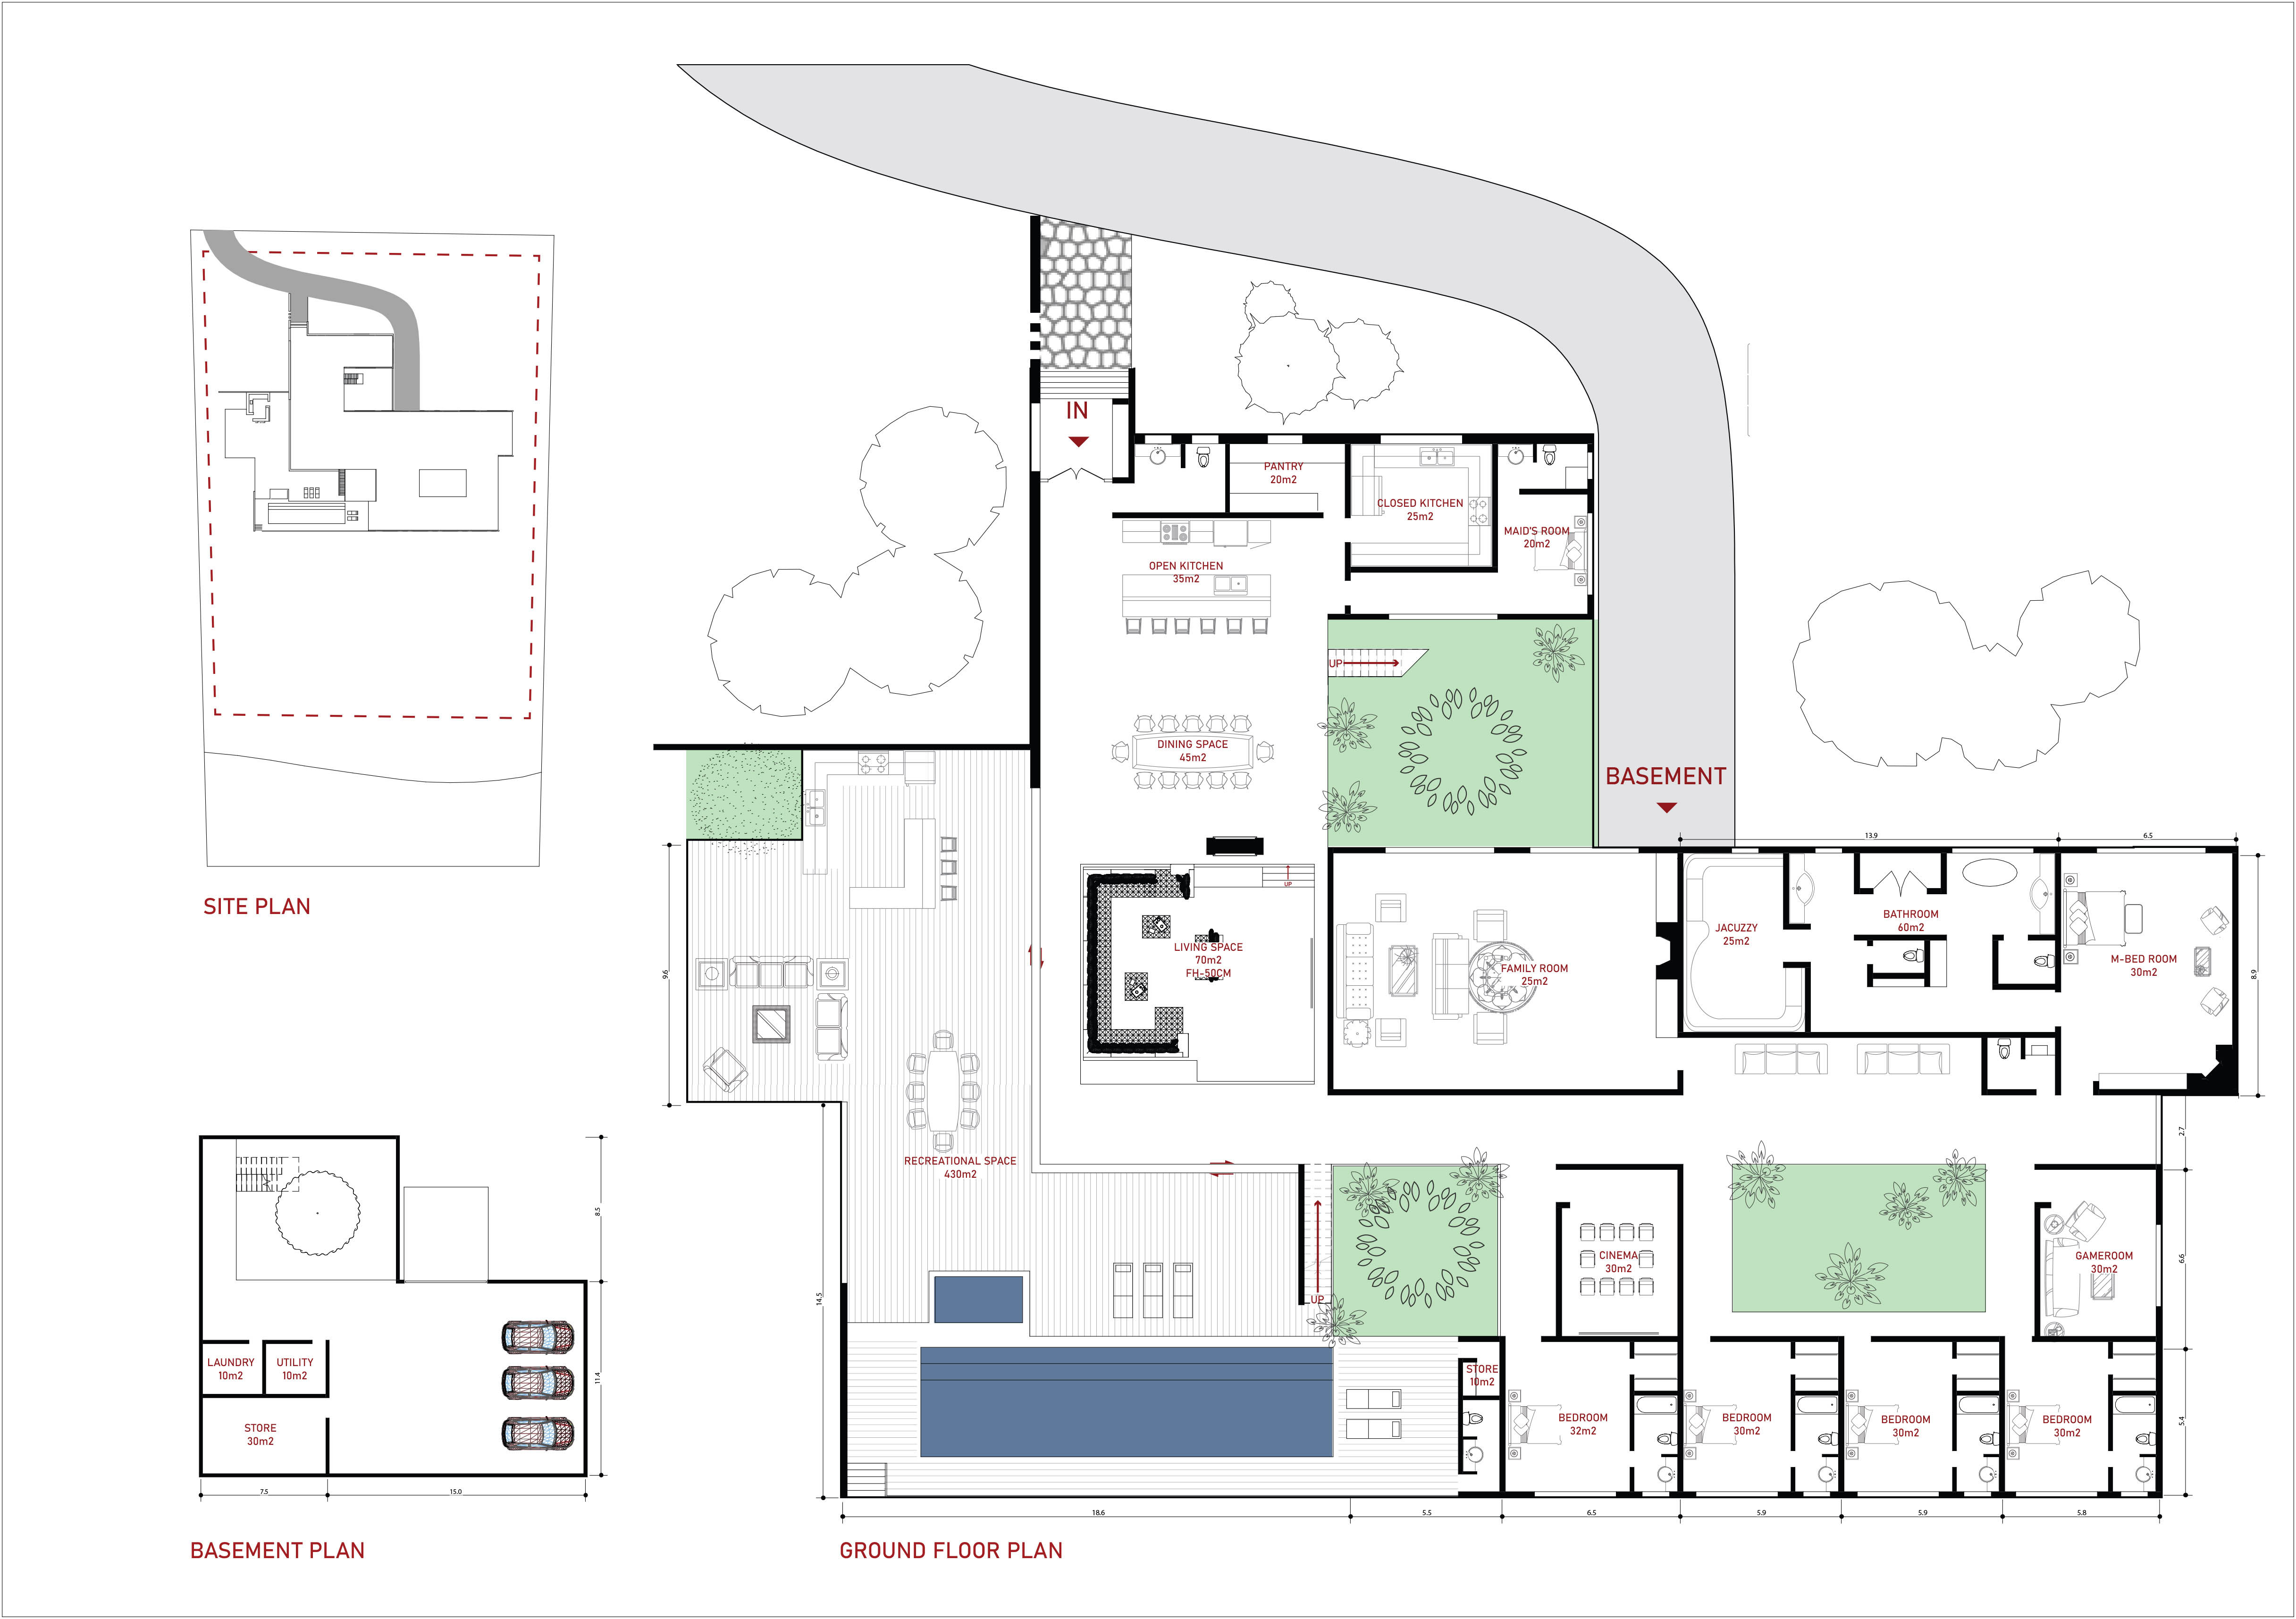 IN
PANTRY
20m2
CLOSED KITCHEN
25m2
MAID'S ROOM
20m2
OPEN KITCHEN
35m2
UP
DINING SPACE
45m2
BASEMENT
13.9
6.5
UP
LIVING SPACE
70m2
FH-50CM
FAMILY ROOM
25m2
JACUZZY
25m2
BATHROOM
60m2
M-BED ROOM
30m2
8.9
9.6
SITE PLAN
RECREATIONAL SPACE
430m2
2.7
UP
CINEMA
30m2
GAMEROOM
30m2
6.6
14.5
STORE
10m2
BEDROOM
32m2
BEDROOM
30m2
BEDROOM
30m2
BEDROOM
30m2
5.4
18.6
5.5
6.5
5.9
5.9
5.8
GROUND FLOOR PLAN
8.5
LAUNDRY
10m2
UTILITY
10m2
11.4
STORE
30m2
7.5
15.0
BASEMENT PLAN